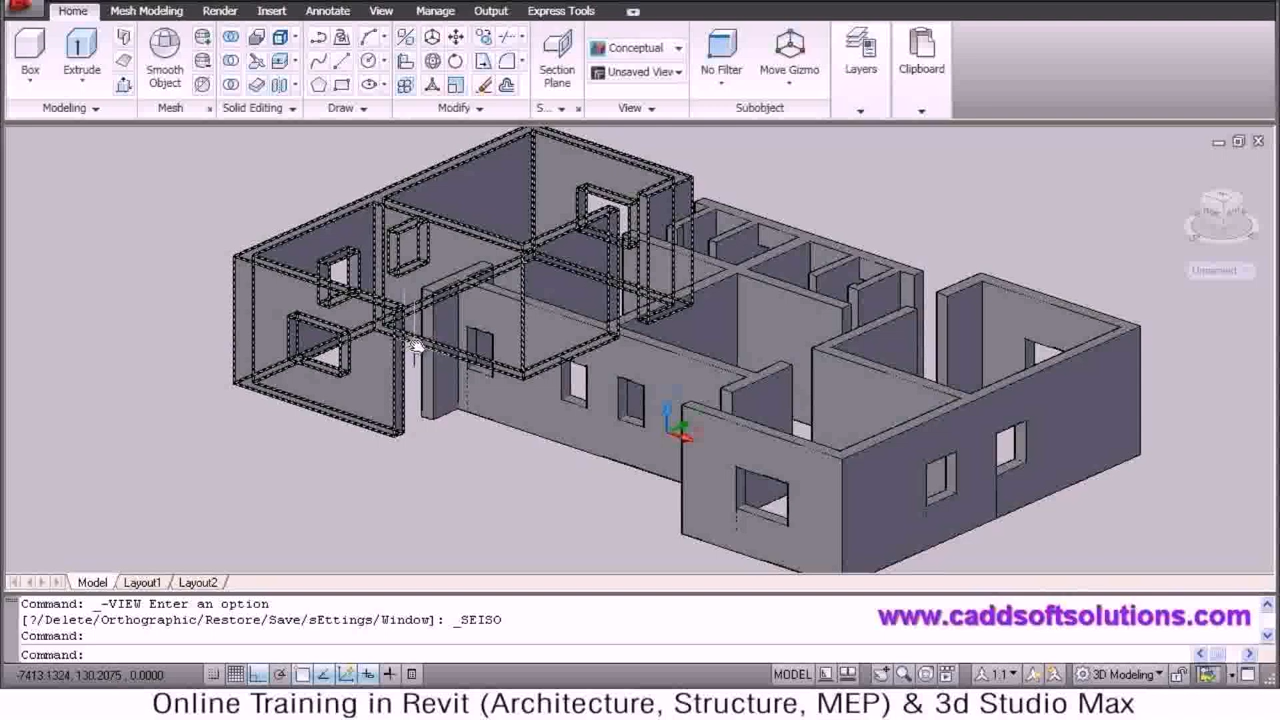 Home Mesh Modeling Render Insert Annotate View Manage Output Express Tools
Conceptual
Unsaved View
Box Extrude Smooth Object Section Plane No Filter Move Gizmo Layers Clipboard
Modeling Mesh Solid Editing Draw Modify S... View Subobject
Unnamed
Model Layout1 Layout2
Command: _-VIEW Enter an option
[?/Delete/Orthographic/Restore/Save/sEttings/Window]: _SEISO
Command:
Command:
www.caddsoftsolutions.com
-7413.1324, 130.2075, 0.0000 MODEL 1:1 3D Modeling
Online Training in Revit (Architecture, Structure, MEP) & 3d Studio Max